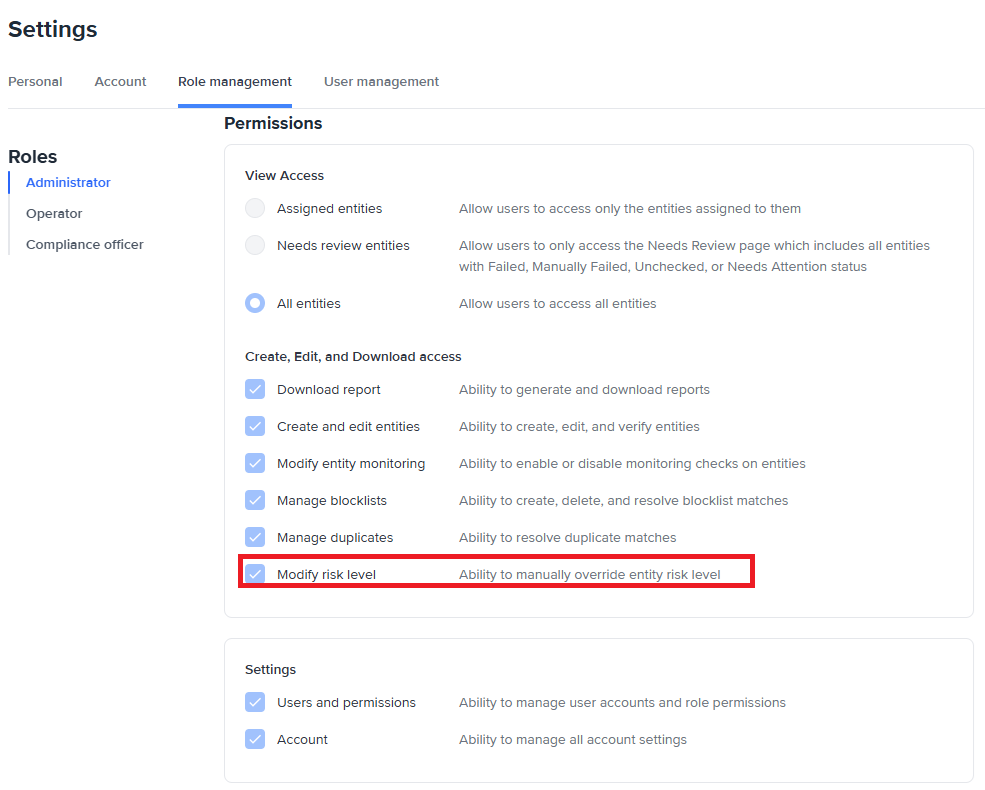 Settings
Personal Account Role management User management
Roles
Administrator
Operator
Compliance officer
Permissions
View Access
Assigned entities Allow users to access only the entities assigned to them
Needs review entities Allow users to only access the Needs Review page which includes all entities
with Failed, Manually Failed, Unchecked, or Needs Attention status
All entities Allow users to access all entities
Create, Edit, and Download access
Download report Ability to generate and download reports
Create and edit entities Ability to create, edit, and verify entities
Modify entity monitoring Ability to enable or disable monitoring checks on entities
Manage blocklists Ability to create, delete, and resolve blocklist matches
Manage duplicates Ability to resolve duplicate matches
Modify risk level Ability to manually override entity risk level
Settings
Users and permissions Ability to manage user accounts and role permissions
Account Ability to manage all account settings